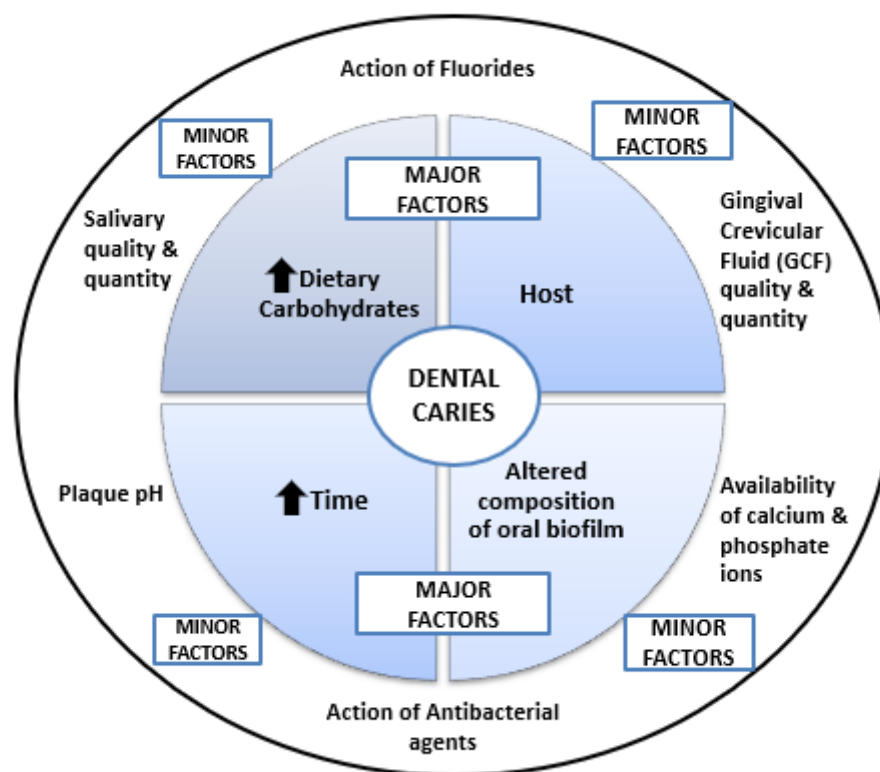 Action of Fluorides
MINOR
FACTORS
MINOR
FACTORS
MAJOR
FACTORS
Salivary
quality &
quantity
Gingival
Crevicular
Fluid (GCF)
quality &
quantity
Dietary
Carbohydrates
Host
DENTAL
CARIES
Plaque pH
Time
Altered
composition
of oral biofilm
Availability
of calcium &
phosphate
ions
MAJOR
FACTORS
MINOR
FACTORS
MINOR
FACTORS
Action of Antibacterial
agents